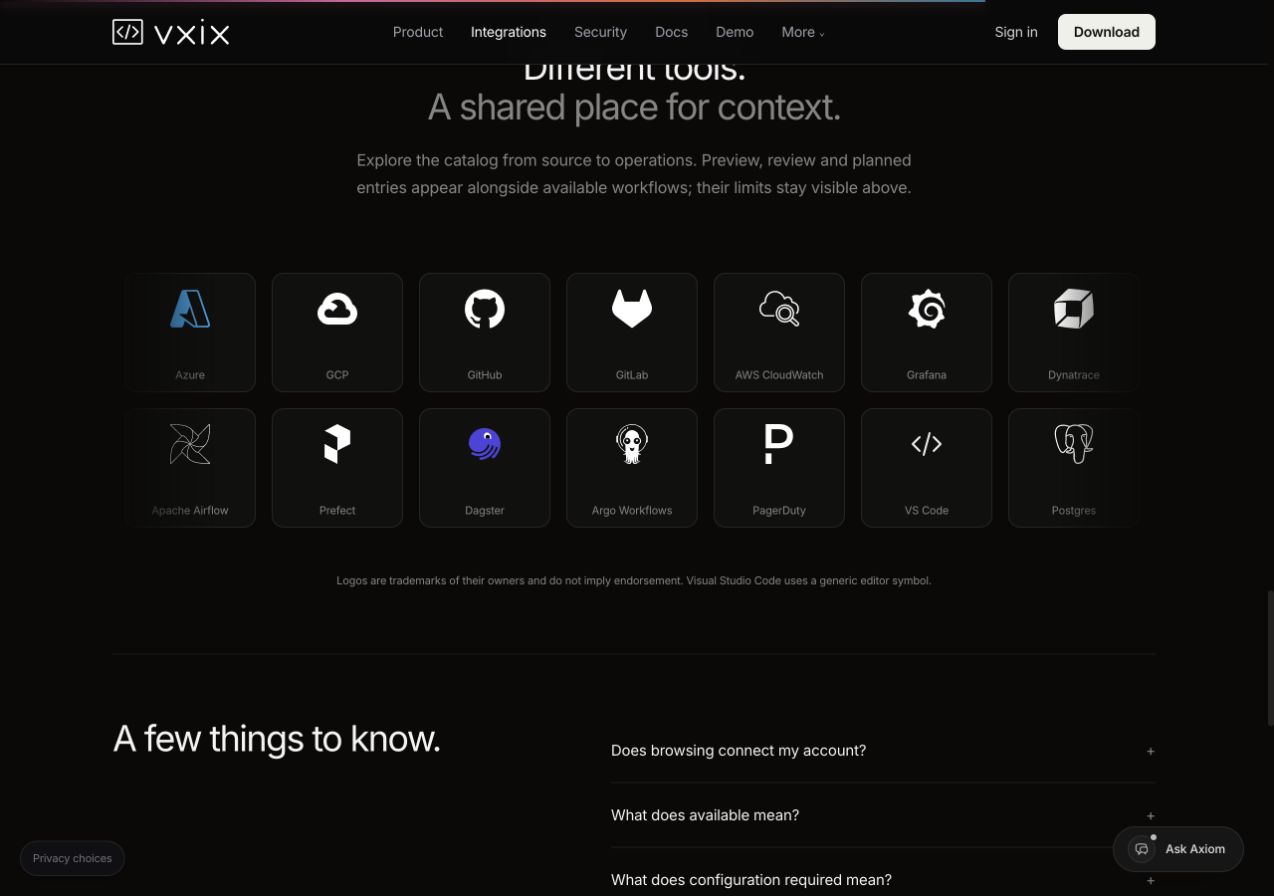 vxix
Product
Integrations
Security
Docs
Demo
More
Sign in
Download
Different tools.
A shared place for context.
Explore the catalog from source to operations. Preview, review and planned
entries appear alongside available workflows; their limits stay visible above.
Azure
GCP
GitHub
GitLab
AWS CloudWatch
Grafana
Dynatrace
Apache Airflow
Prefect
Dagster
Argo Workflows
PagerDuty
VS Code
Postgres
Logos are trademarks of their owners and do not imply endorsement. Visual Studio Code uses a generic editor symbol.
A few things to know.
Does browsing connect my account?
+
What does available mean?
+
What does configuration required mean?
+
Privacy choices
Ask Axiom